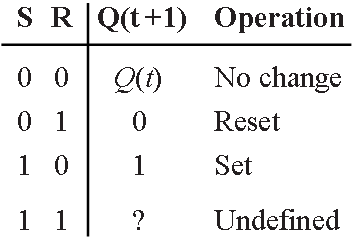 S R Q(t+1) Operation
0 0 Q(t) No change
0 1 0 Reset
1 0 1 Set
1 1 ? Undefined